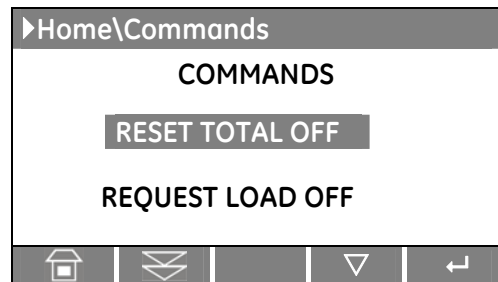 Home\Commands
COMMANDS
RESET TOTAL OFF
REQUEST LOAD OFF